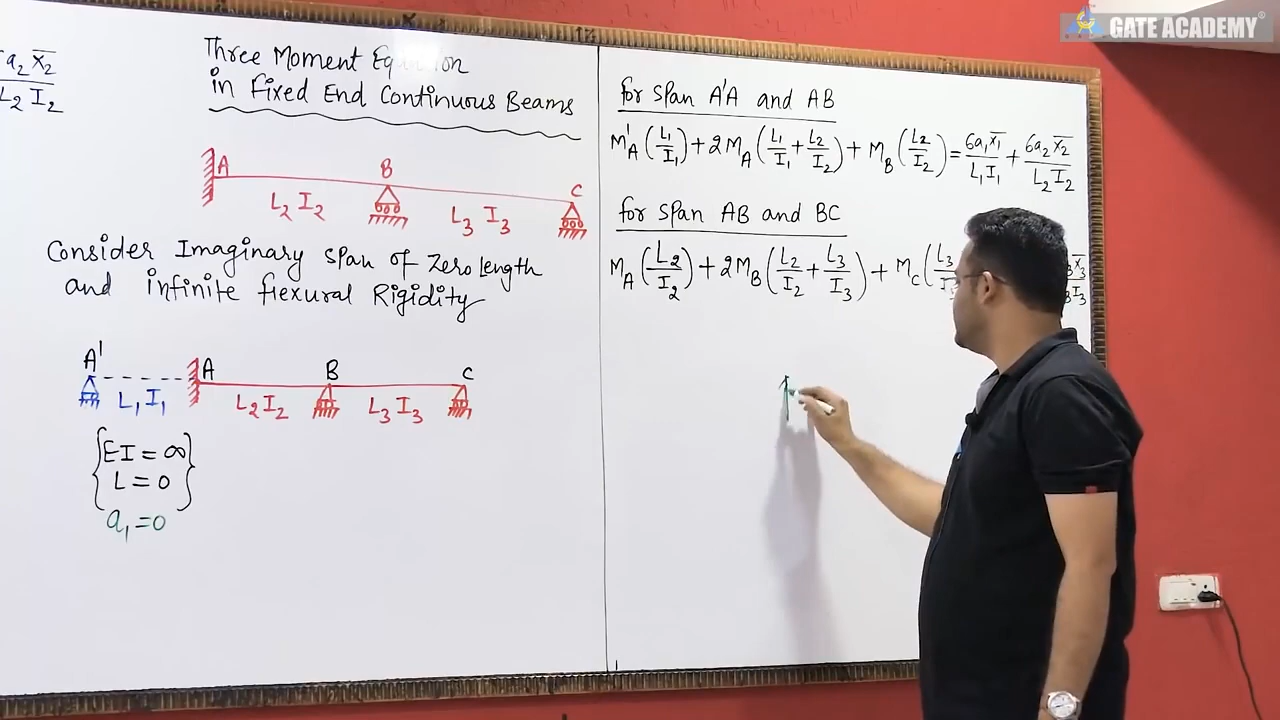 a₂ x̄₂
L₂ I₂
Three Moment Equation
in Fixed End Continuous Beams
A B C
L₂ I₂ L₃ I₃
Consider Imaginary span of Zero length
and infinite flexural Rigidity
A' A B C
L₁ I₁ L₂ I₂ L₃ I₃
{EI = ∞
L = 0}
a₁ = 0
for Span A'A and AB
M'A (L₁/I₁) + 2MA (L₁/I₁ + L₂/I₂) + MB (L₂/I₂) = 6a₁x̄₁/L₁I₁ + 6a₂x̄₂/L₂I₂
for Span AB and BC
MA (L₂/I₂) + 2MB (L₂/I₂ + L₃/I₃) + MC (L₃
x̄₃
I₃
GATE ACADEMY®